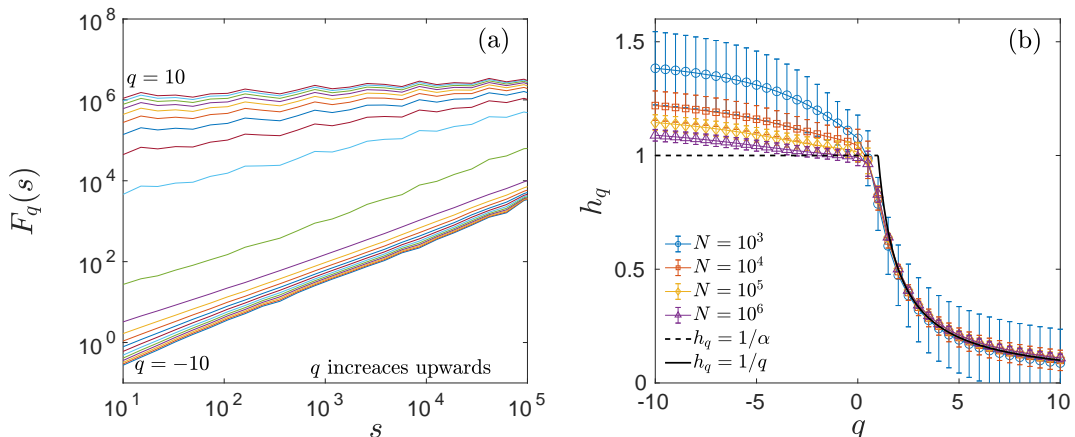 (a)
q = 10
q = −10
q increaces upwards
F_q(s)
10^8
10^6
10^4
10^2
10^0
10^1 10^2 10^3 10^4 10^5
s
(b)
h_q
1.5
1
0.5
0
N = 10^3
N = 10^4
N = 10^5
N = 10^6
h_q = 1/α
h_q = 1/q
-10 -5 0 5 10
q